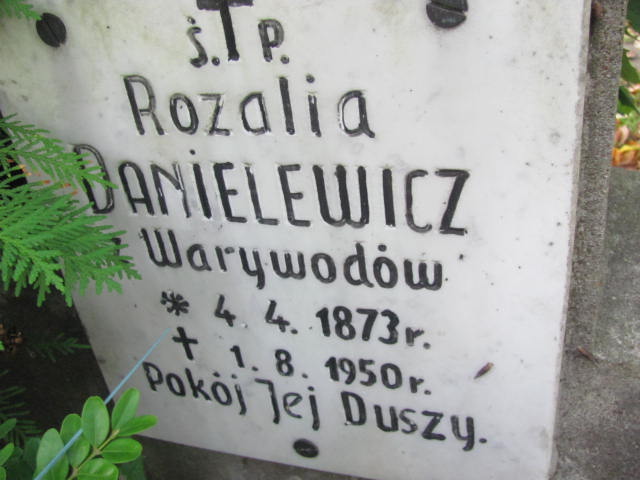 ś. † p.
Rozalia
DANIELEWICZ
z Warywodów
* 4. 4. 1873 r.
† 1. 8. 1950 r.
Pokój Jej Duszy.